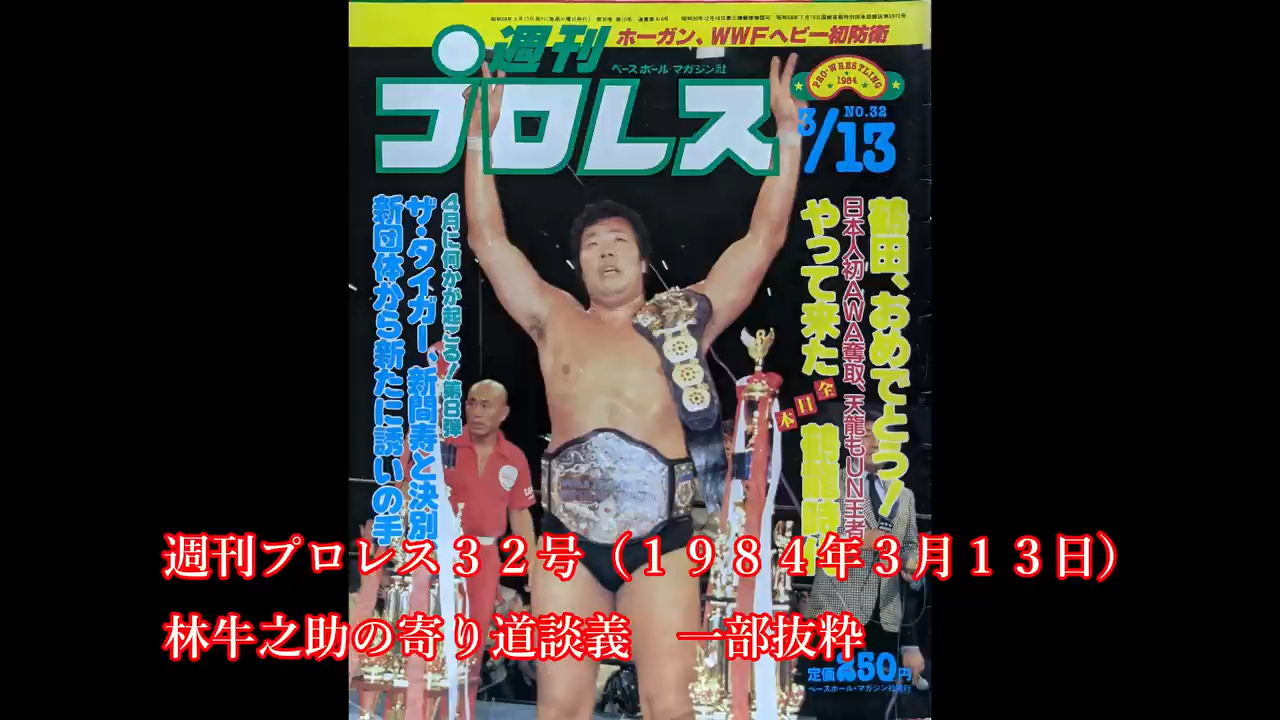 ホーガン、WWFヘビー初防衛
週刊
ベースボール・マガジン社
プロレス
PRO-WRESTLING
1984
NO.32
3/13
鶴田、おめでとう！
日本人初AWA奪取、天龍もUN王者
やって来た
全日本
鶴龍時代
4月に何かが起こる！第8弾
ザ・タイガー、新間寿と決別
新団体から新たに誘いの手
週刊プロレス３２号（１９８４年３月１３日）
林牛之助の寄り道談義　一部抜粋
定価250円
ベースボール・マガジン社発行